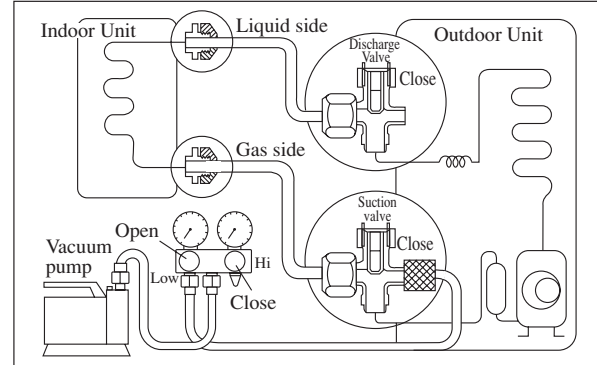 Indoor Unit
Liquid side
Discharge
Valve
Close
Outdoor Unit
Gas side
Suction
valve
Close
Open
Vacuum
pump
Low
Hi
Close